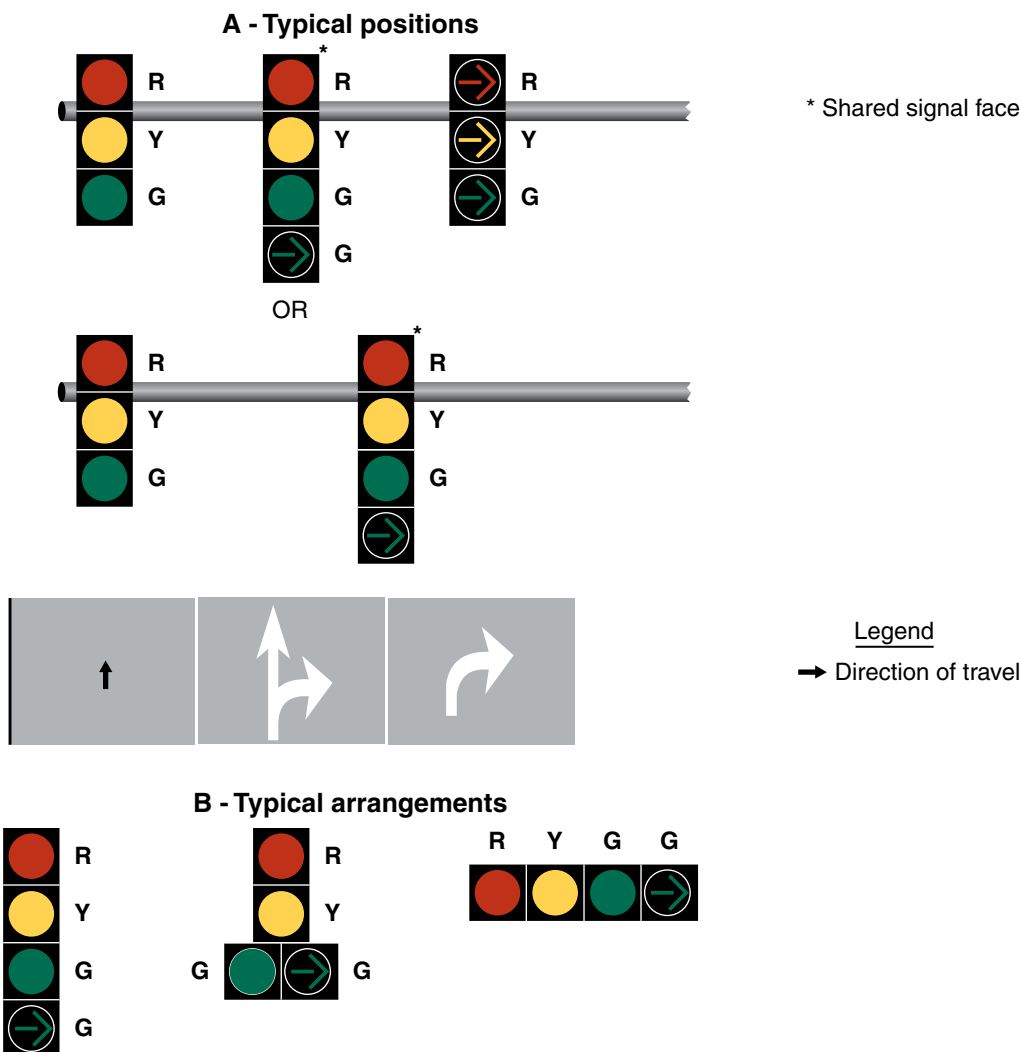 A - Typical positions
*
R R R
* Shared signal face
Y Y Y
G G G
G
OR
*
R R
Y Y
G G
Legend
Direction of travel
B - Typical arrangements
R R
R Y G G
Y Y
G G G
G